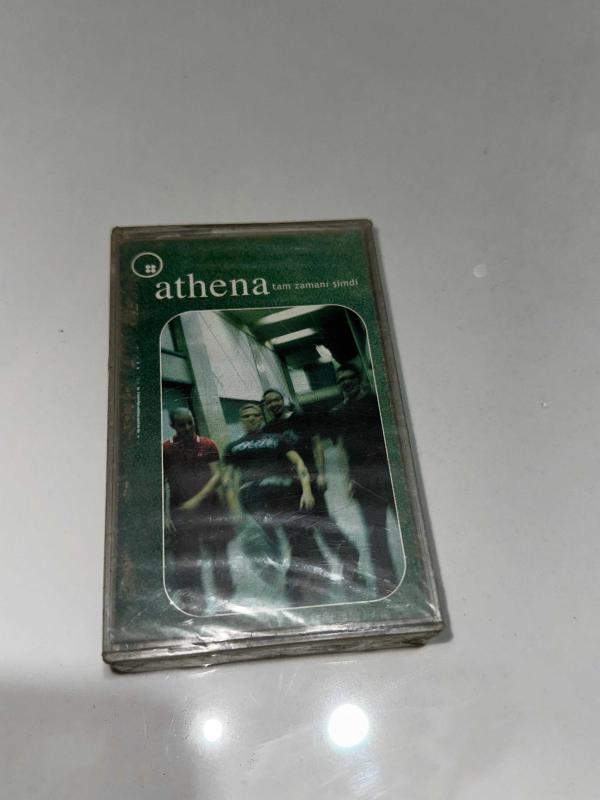 athena tam zamanı şimdi